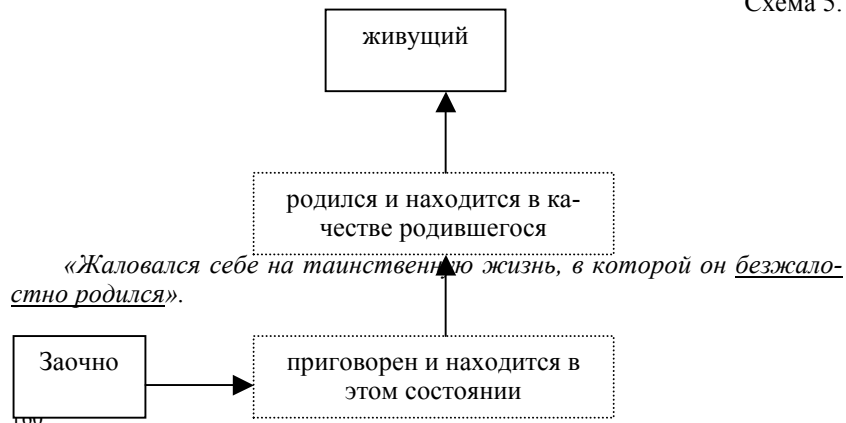 Схема 5.
живущий
родился и находится в ка-
честве родившегося
«Жаловался себе на таинственную жизнь, в которой он безжало-
стно родился».
Заочно
приговорен и находится в
этом состоянии